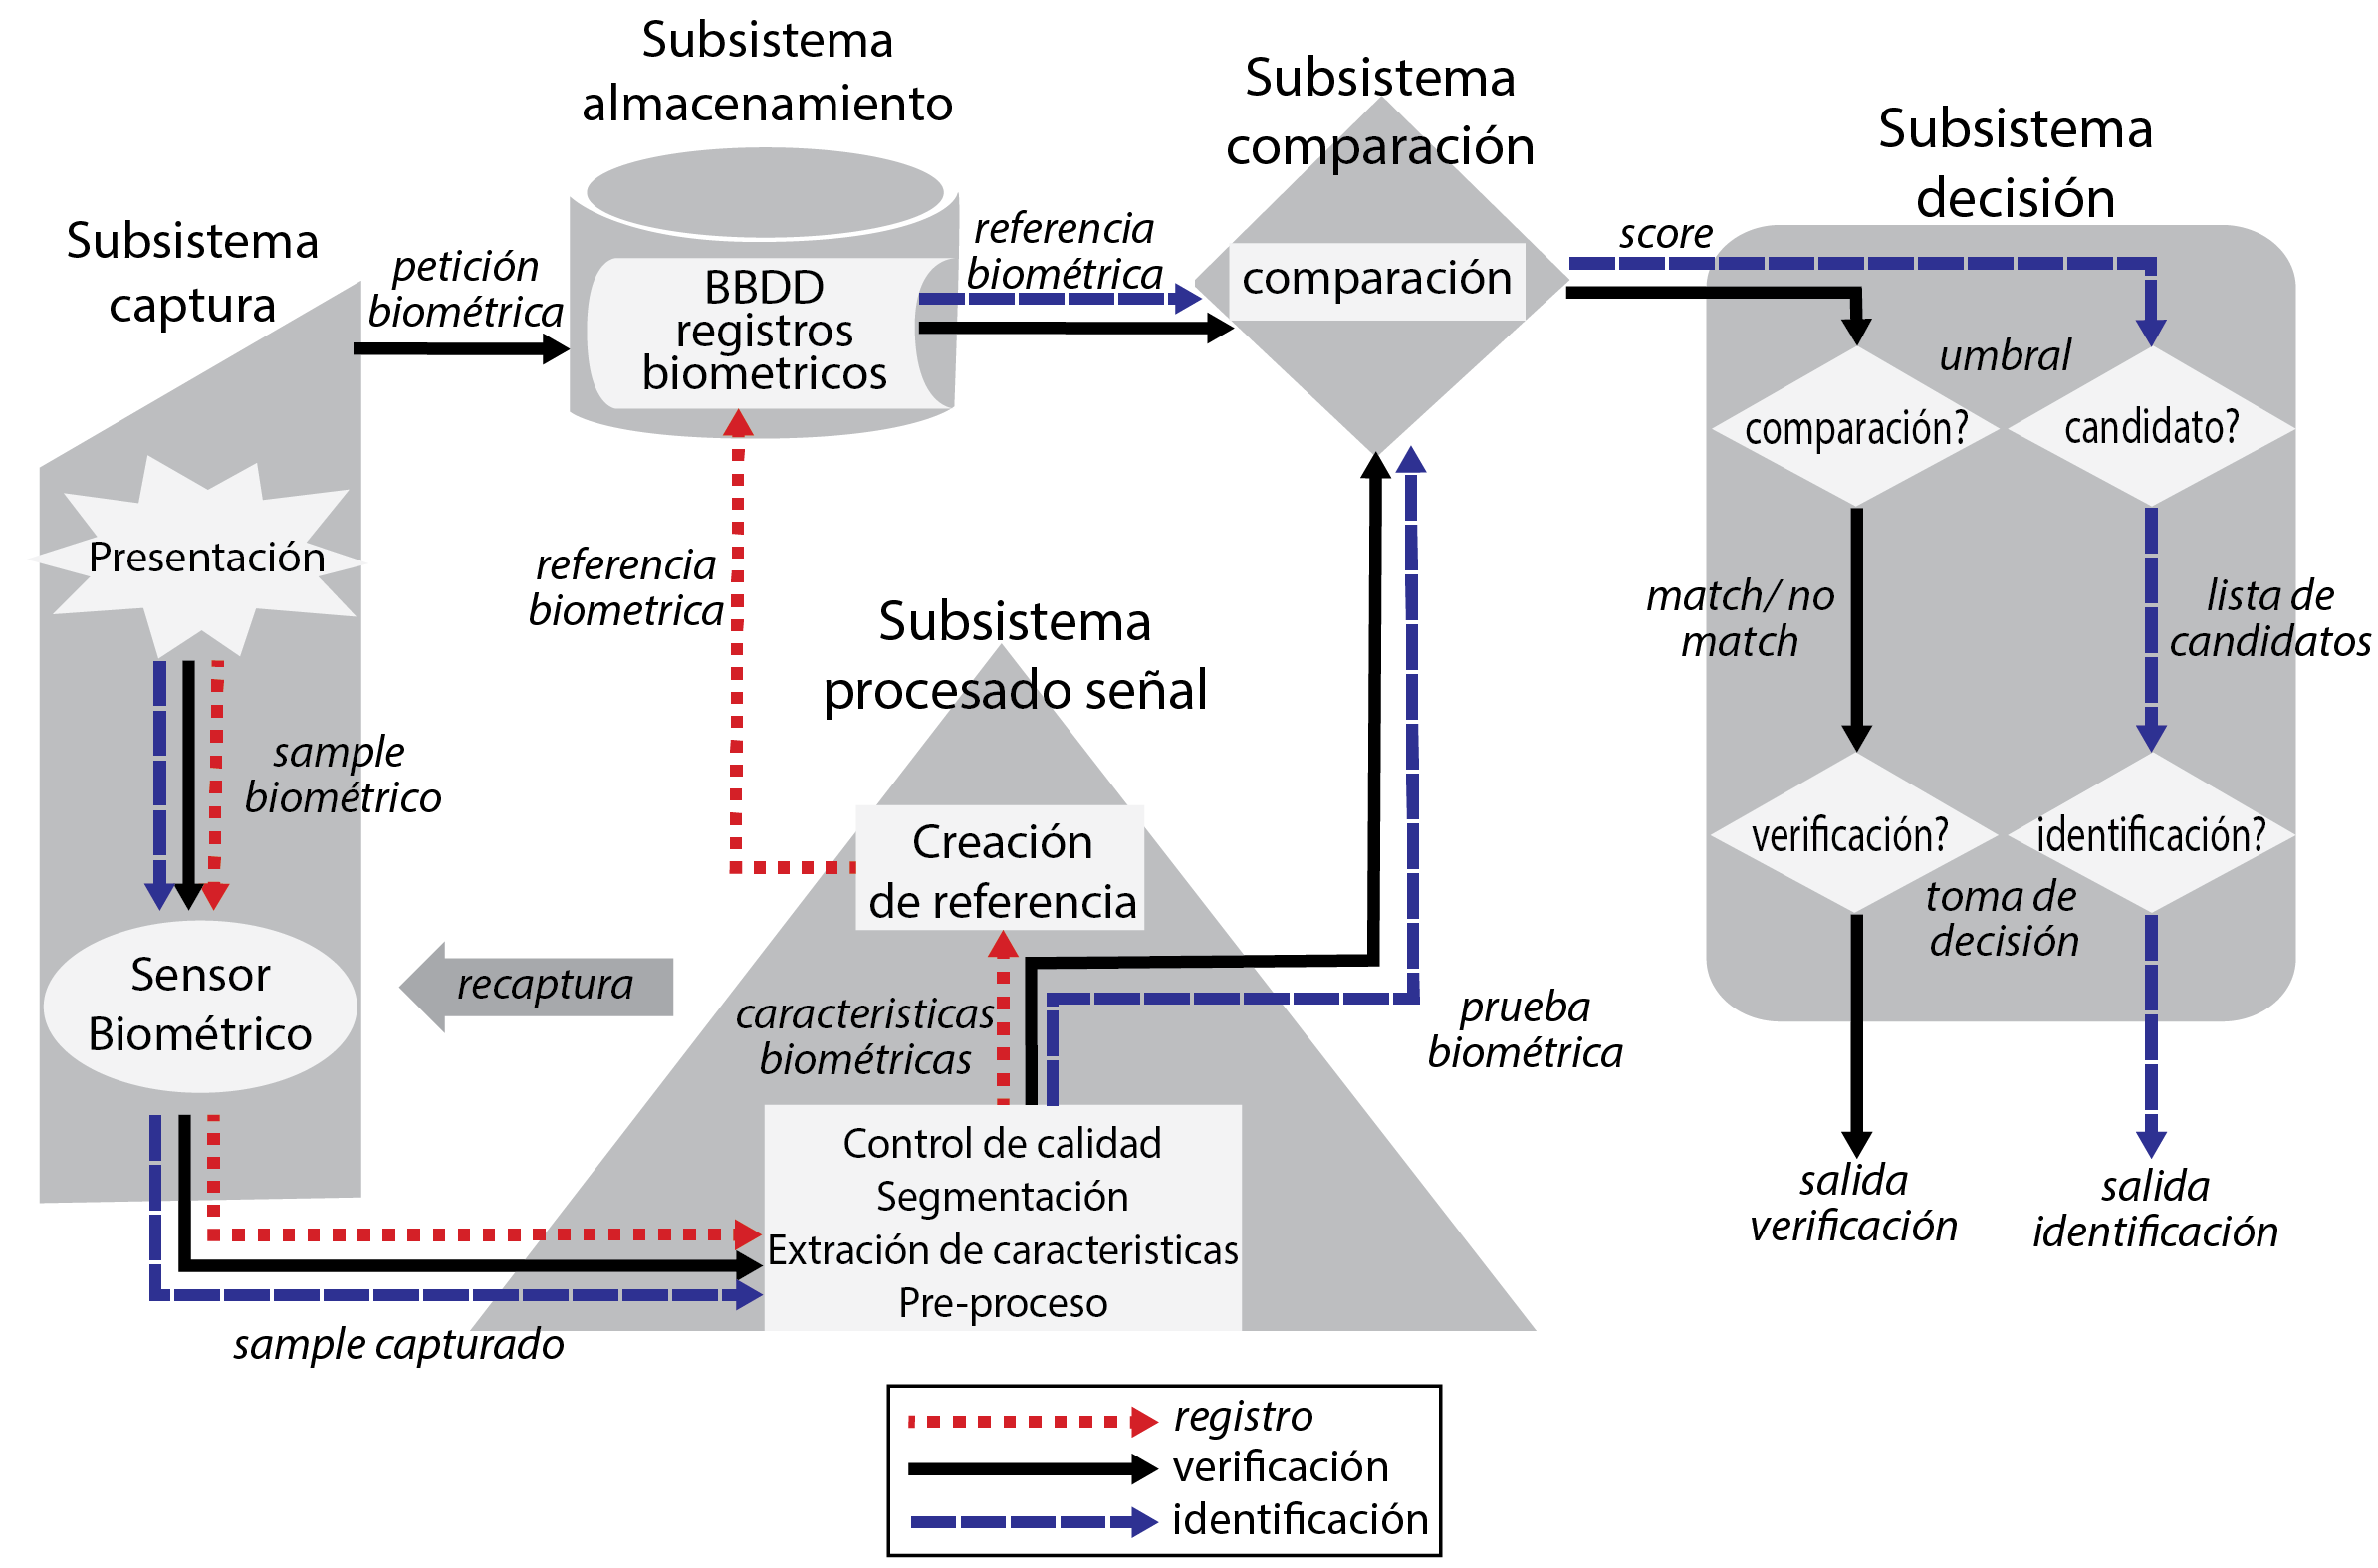 Subsistema
almacenamiento
Subsistema
comparación
Subsistema
decisión
Subsistema
captura
petición
biométrica
BBDD
registros
biometricos
referencia
biométrica
comparación
score
umbral
comparación?
candidato?
Presentación
referencia
biometrica
Subsistema
procesado señal
match/ no
match
lista de
candidatos
sample
biométrico
Creación
de referencia
verificación?
identificación?
toma de
decisión
Sensor
Biométrico
recaptura
caracteristicas
biométricas
prueba
biométrica
Control de calidad
Segmentación
Extración de caracteristicas
Pre-proceso
salida
verificación
salida
identificación
sample capturado
registro
verificación
identificación